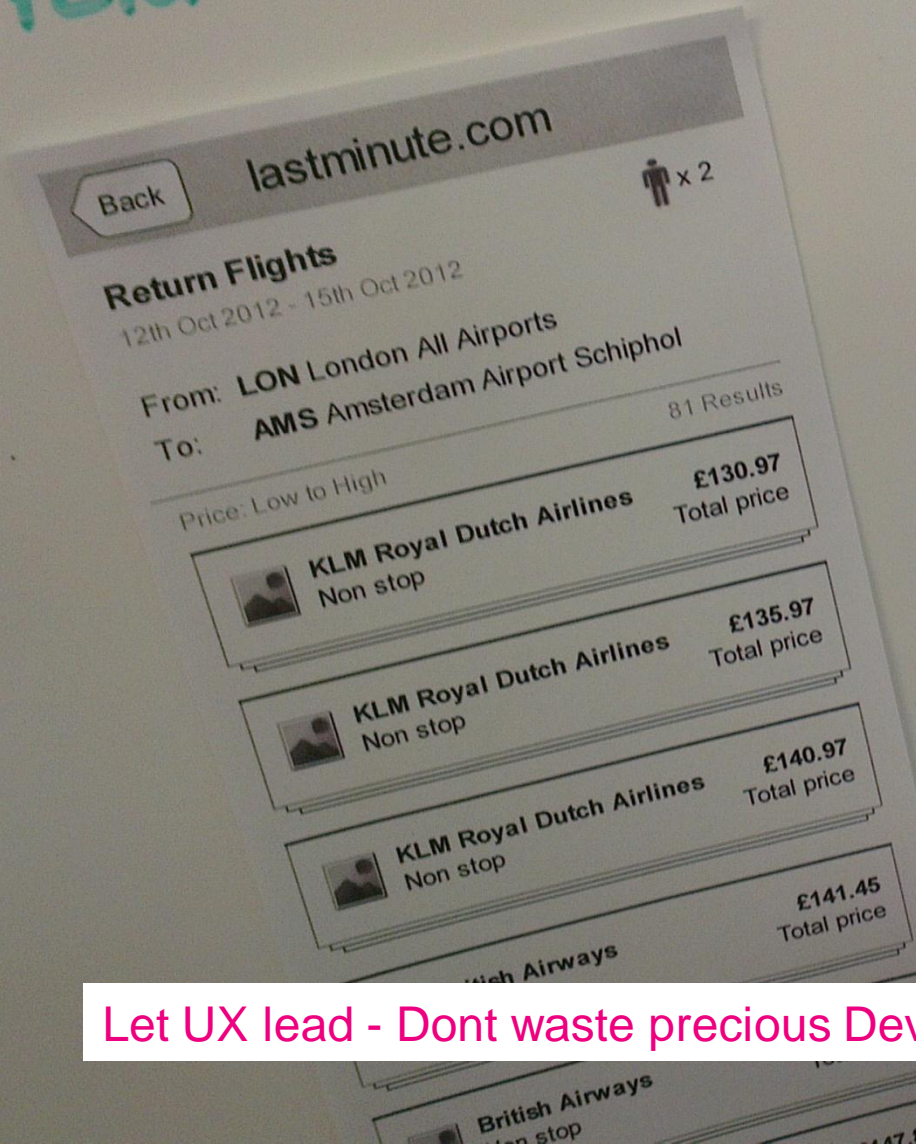 Back
lastminute.com
x 2
Return Flights
12th Oct 2012 - 15th Oct 2012
From: LON London All Airports
To: AMS Amsterdam Airport Schiphol
81 Results
Price: Low to High
KLM Royal Dutch Airlines
£130.97
Non stop
Total price
KLM Royal Dutch Airlines
£135.97
Non stop
Total price
KLM Royal Dutch Airlines
£140.97
Non stop
Total price
£141.45
Total price
Airways
Let UX lead - Dont waste precious Dev
British Airways
stop